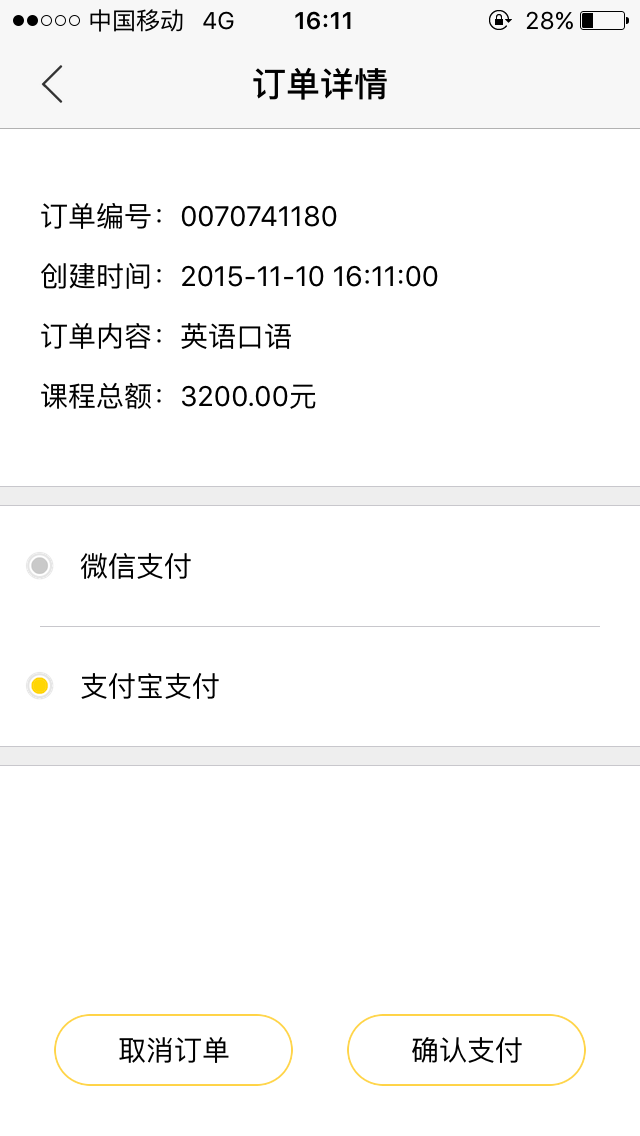 中国移动 4G 16:11 28%
订单详情
订单编号：0070741180
创建时间：2015-11-10 16:11:00
订单内容：英语口语
课程总额：3200.00元
微信支付
支付宝支付
取消订单 确认支付